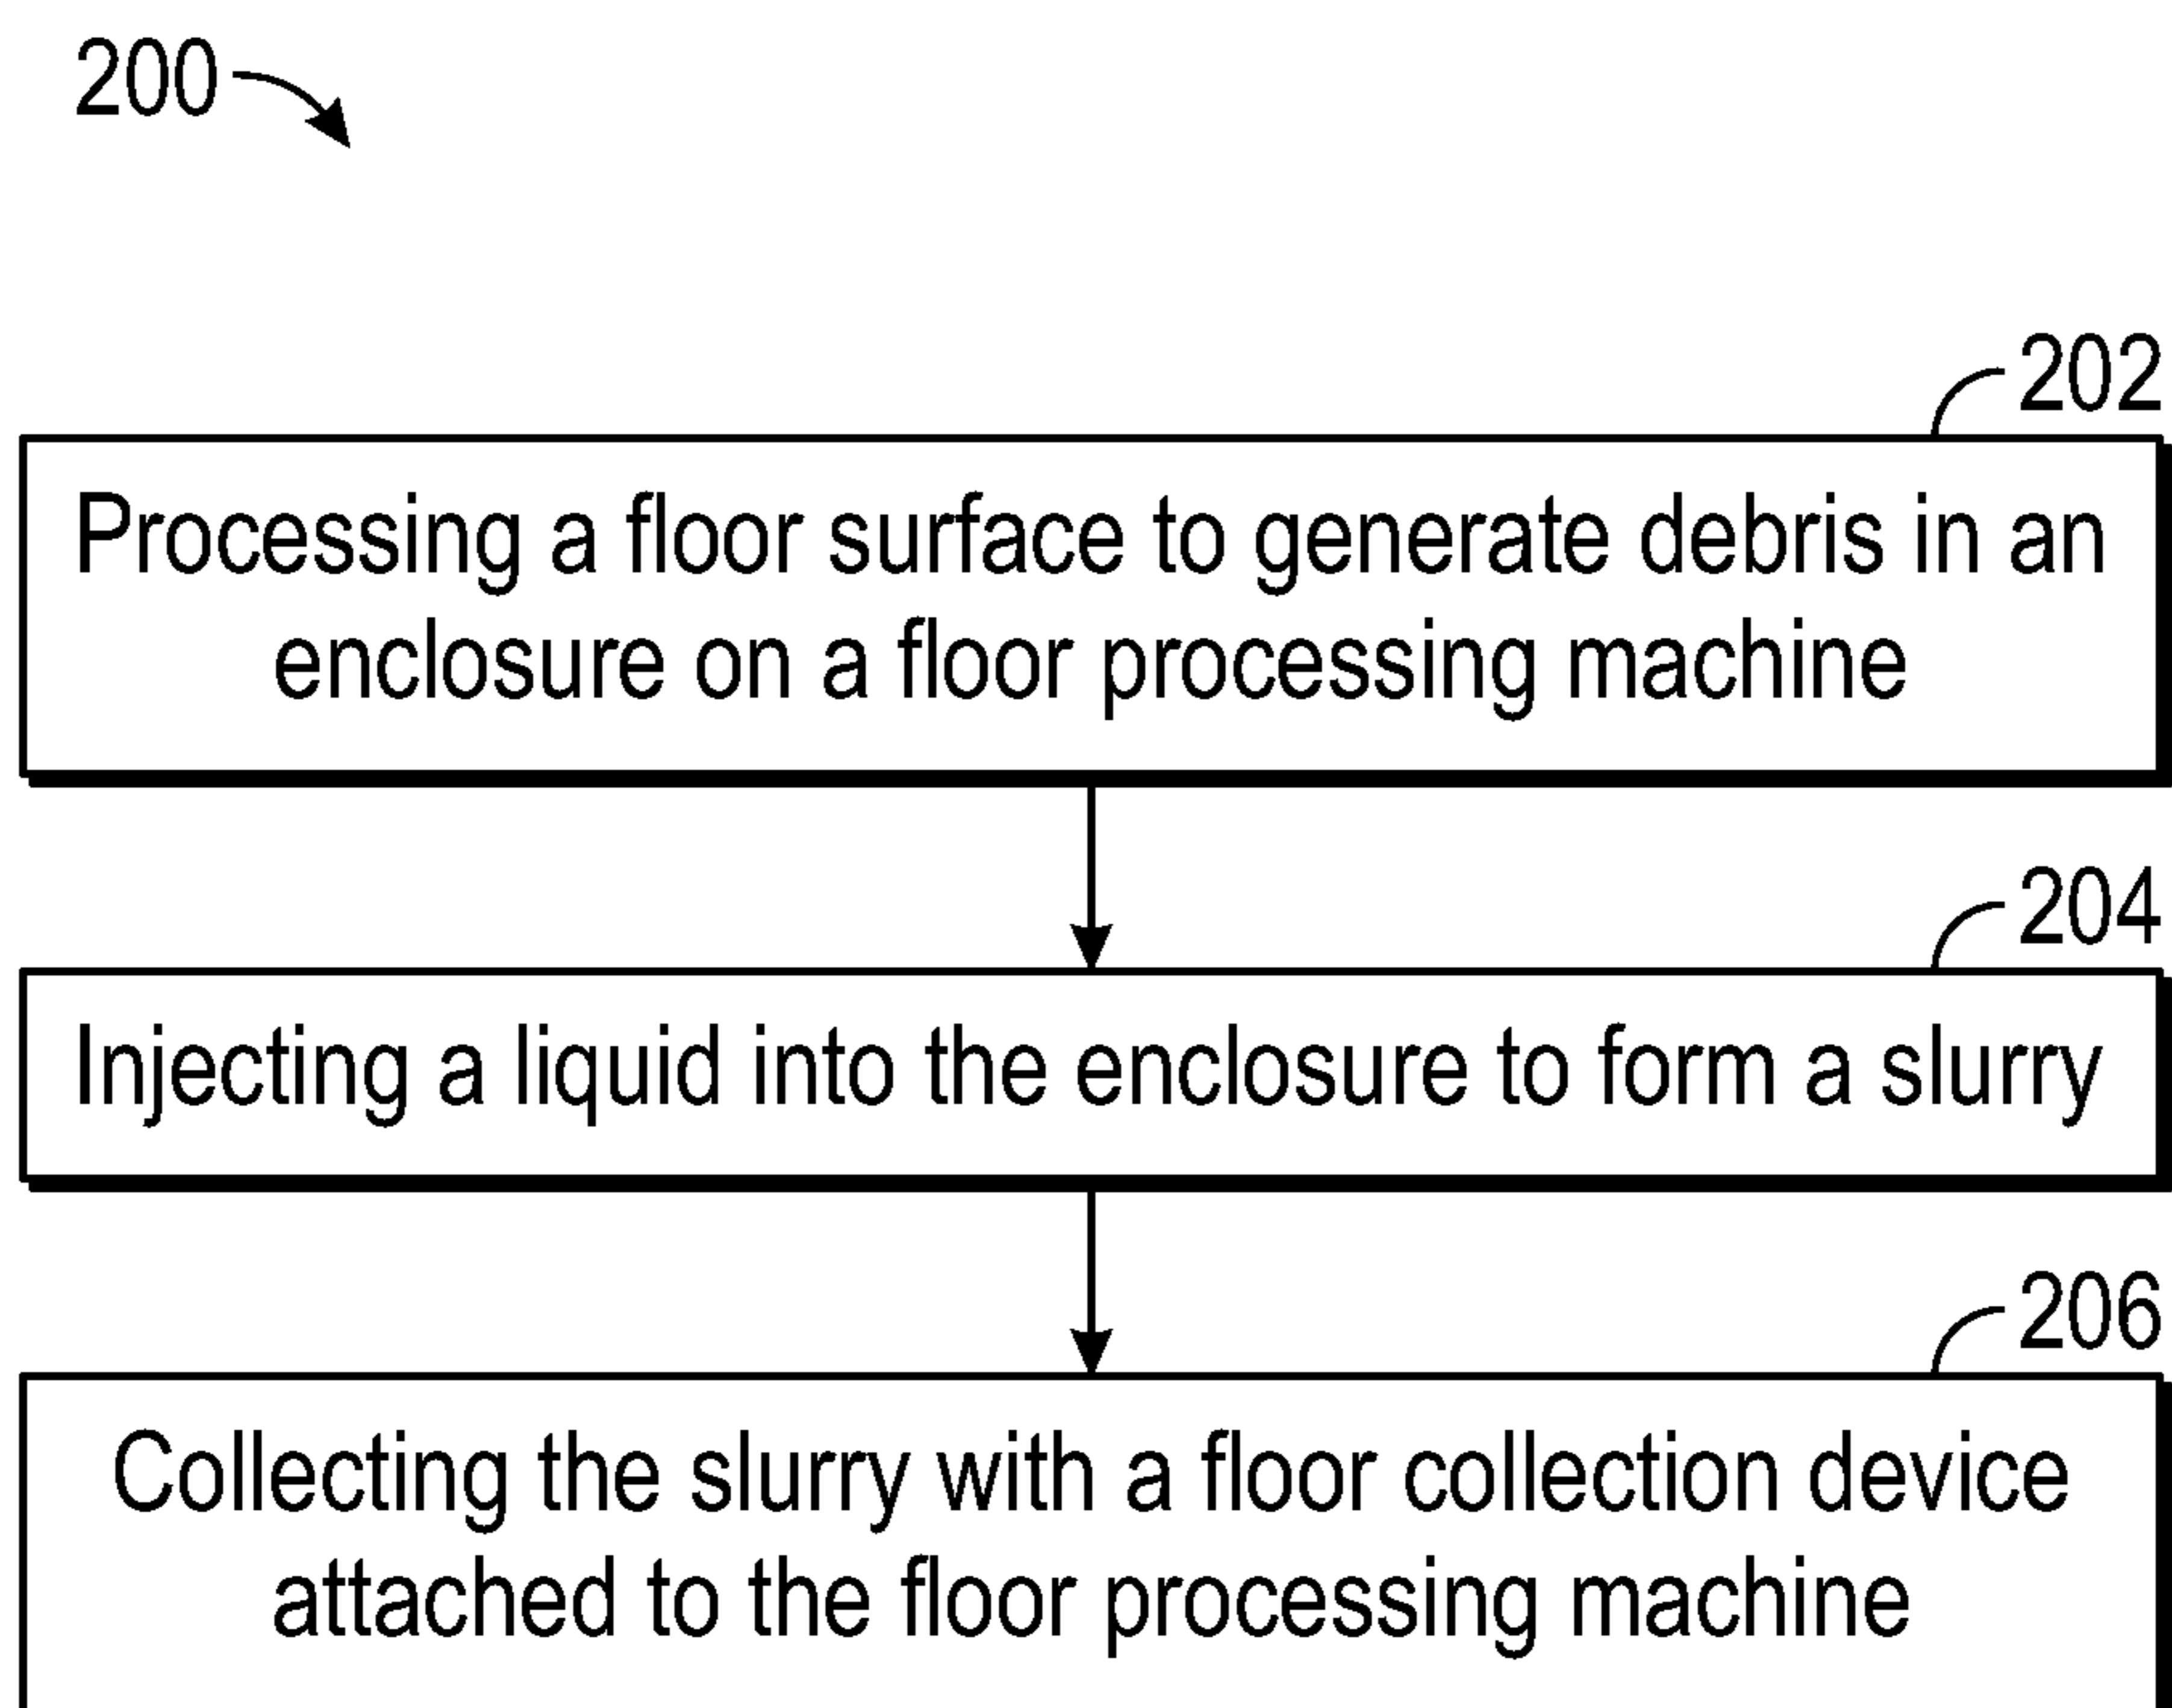 200
202
Processing a floor surface to generate debris in an
enclosure on a floor processing machine
204
Injecting a liquid into the enclosure to form a slurry
206
Collecting the slurry with a floor collection device
attached to the floor processing machine